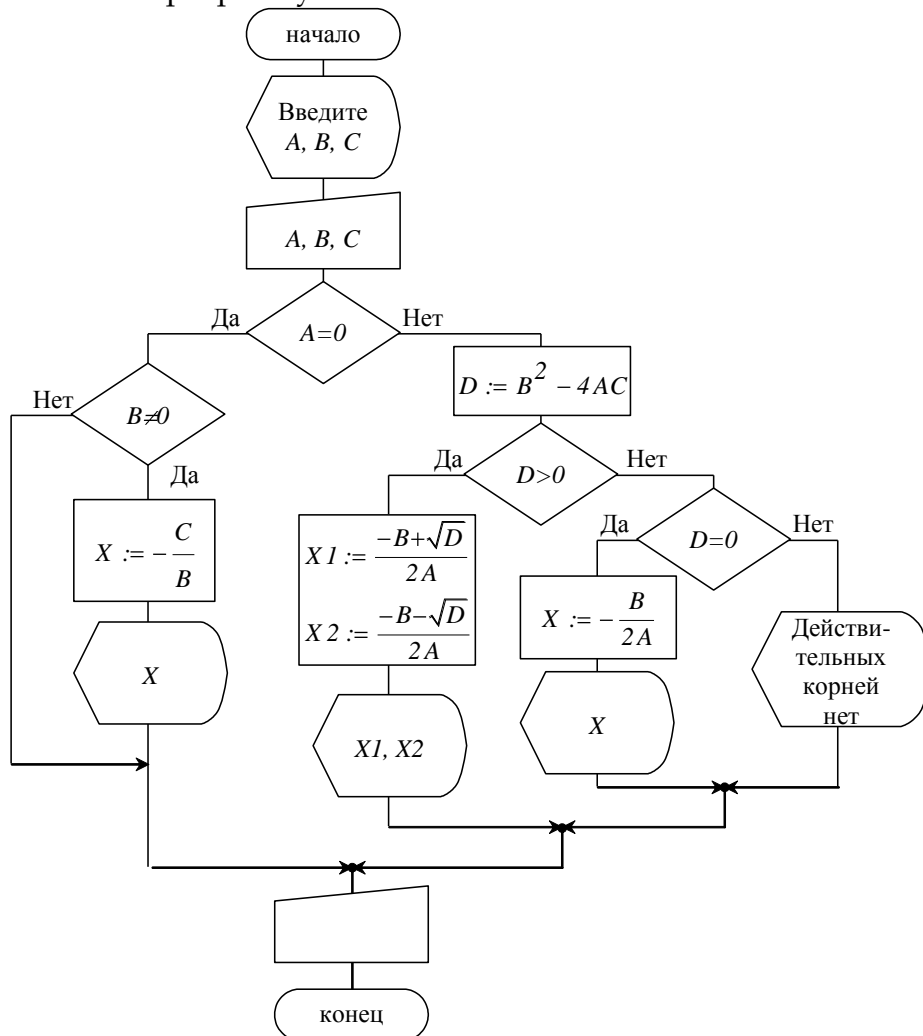 начало
Введите
A, B, C
A, B, C
Да
A=0
Нет
D := B² − 4AC
Нет
B≠0
Да
Да
D>0
Нет
X := −C/B
X1 := (−B+√D)/2A
X2 := (−B−√D)/2A
Да
D=0
Нет
X := −B/2A
Действи-
тельных
корней
нет
X
X1, X2
X
конец